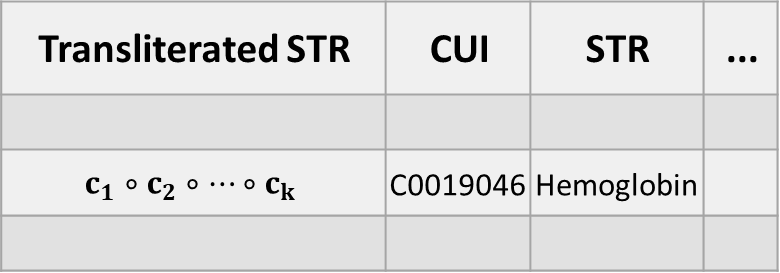 Transliterated STR CUI STR ...
c₁ ∘ c₂ ∘ ⋯ ∘ cₖ C0019046 Hemoglobin